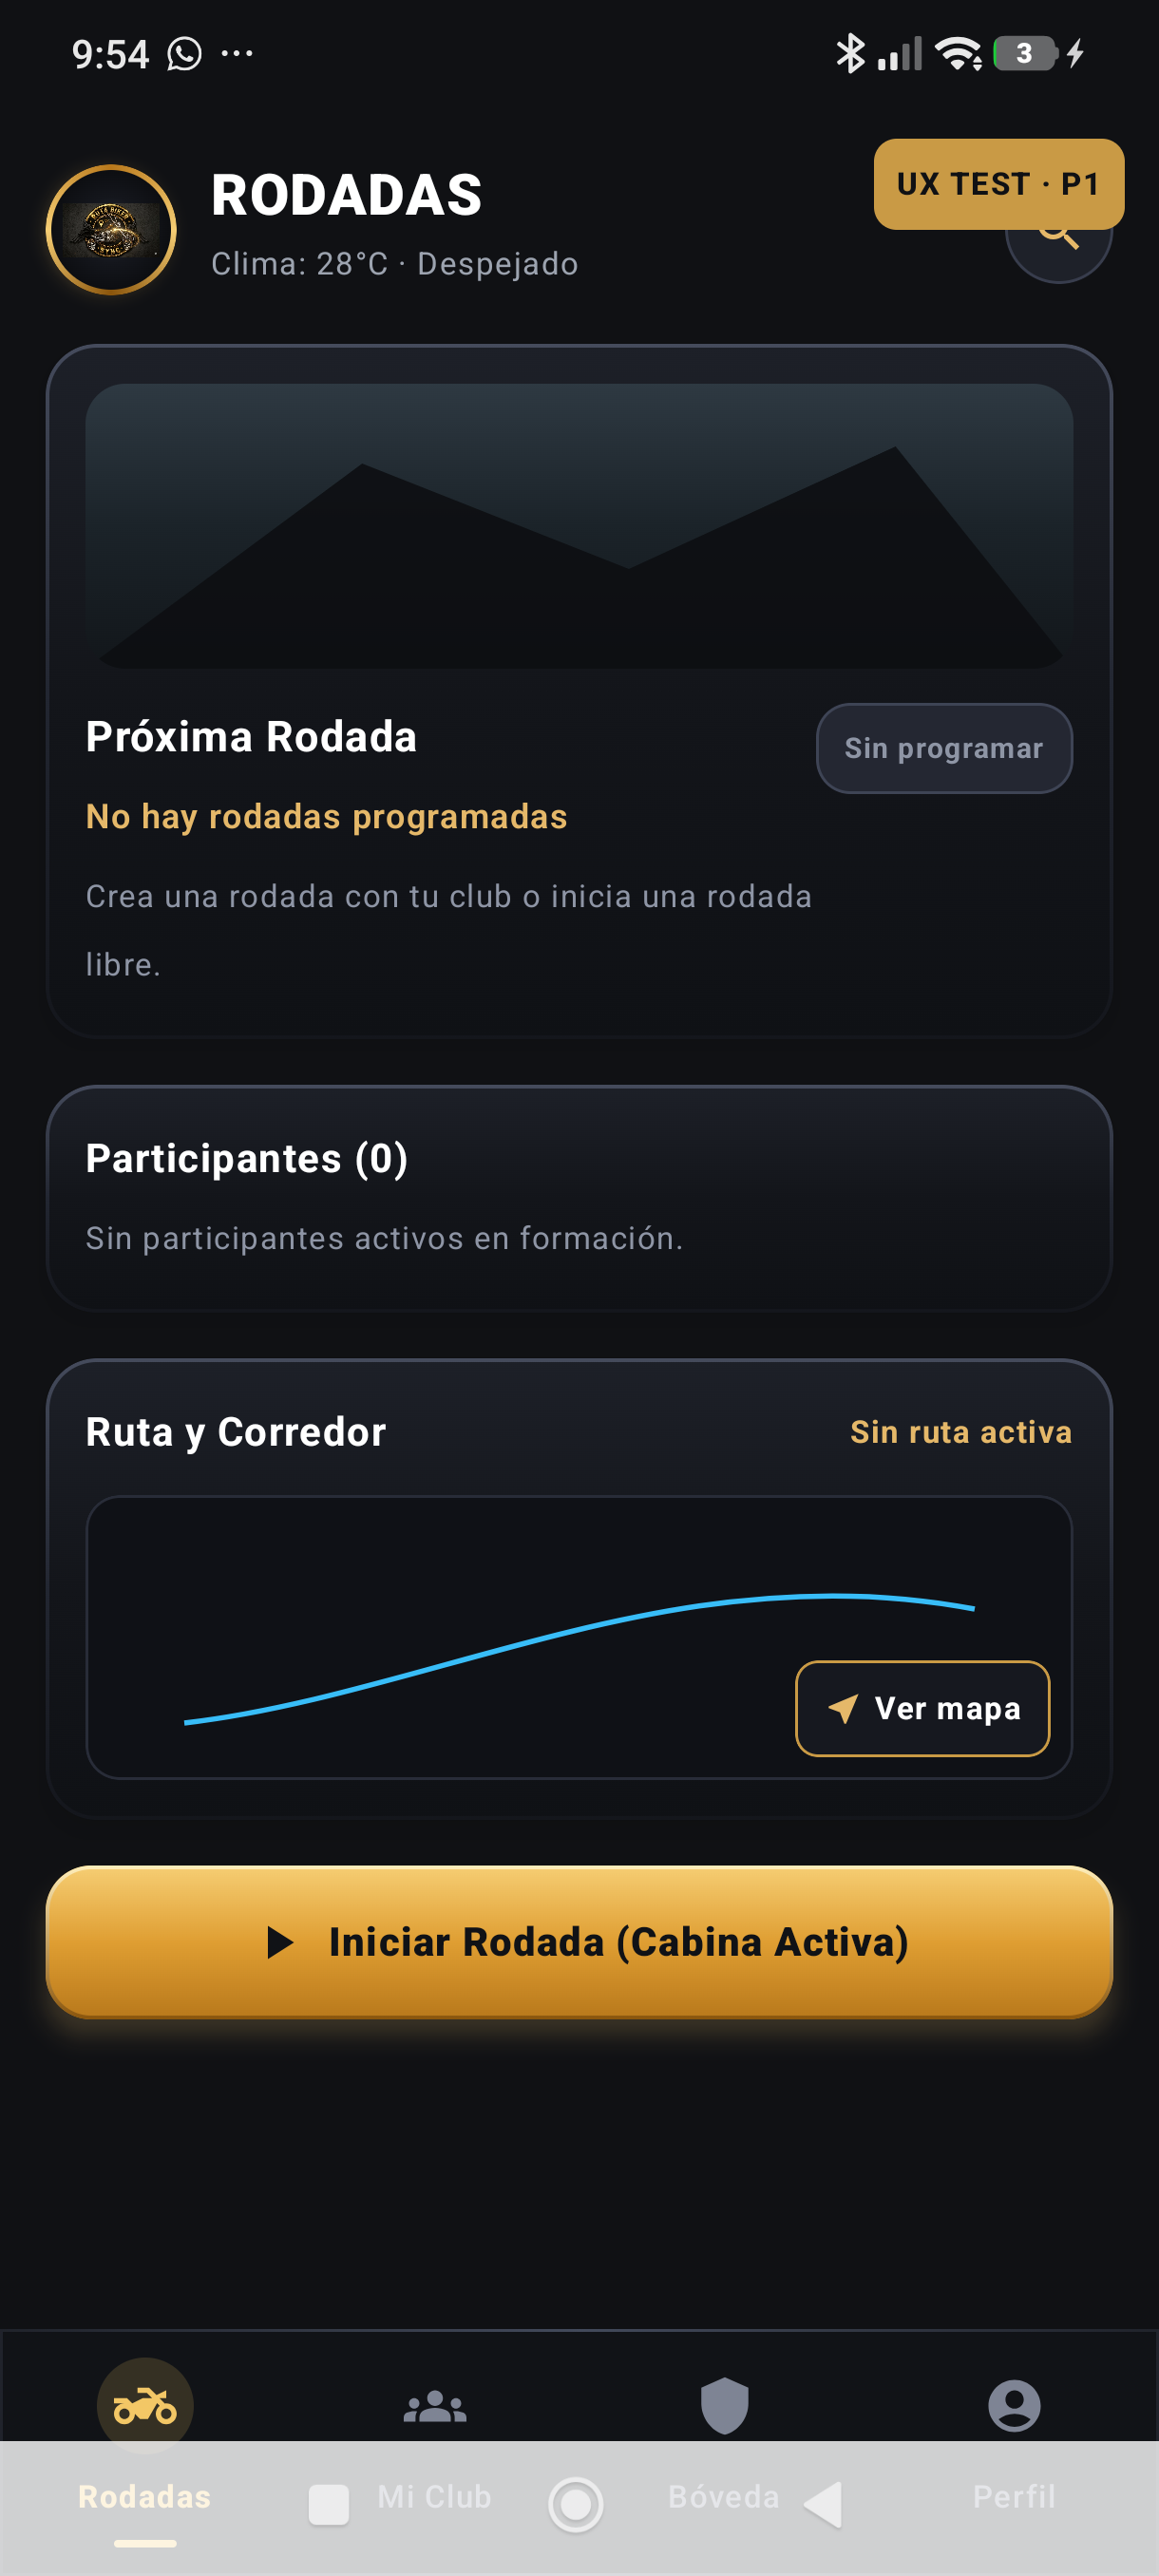 9:54
3
UX TEST · P1
RODADAS
Clima: 28°C · Despejado
Próxima Rodada
Sin programar
No hay rodadas programadas
Crea una rodada con tu club o inicia una rodada
libre.
Participantes (0)
Sin participantes activos en formación.
Ruta y Corredor
Sin ruta activa
Ver mapa
Iniciar Rodada (Cabina Activa)
Rodadas
Mi Club
Bóveda
Perfil